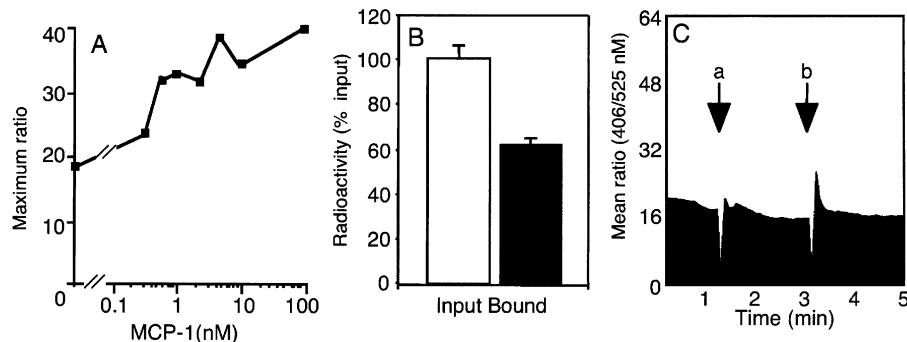 A
Maximum ratio
40
30
20
10
0
0.1
1
10
100
MCP-1(nM)
B
Radioactivity (% input)
120
100
80
60
40
20
0
Input Bound
C
Mean ratio (406/525 nM)
64
48
32
16
0
a
b
1
2
3
4
5
Time (min)